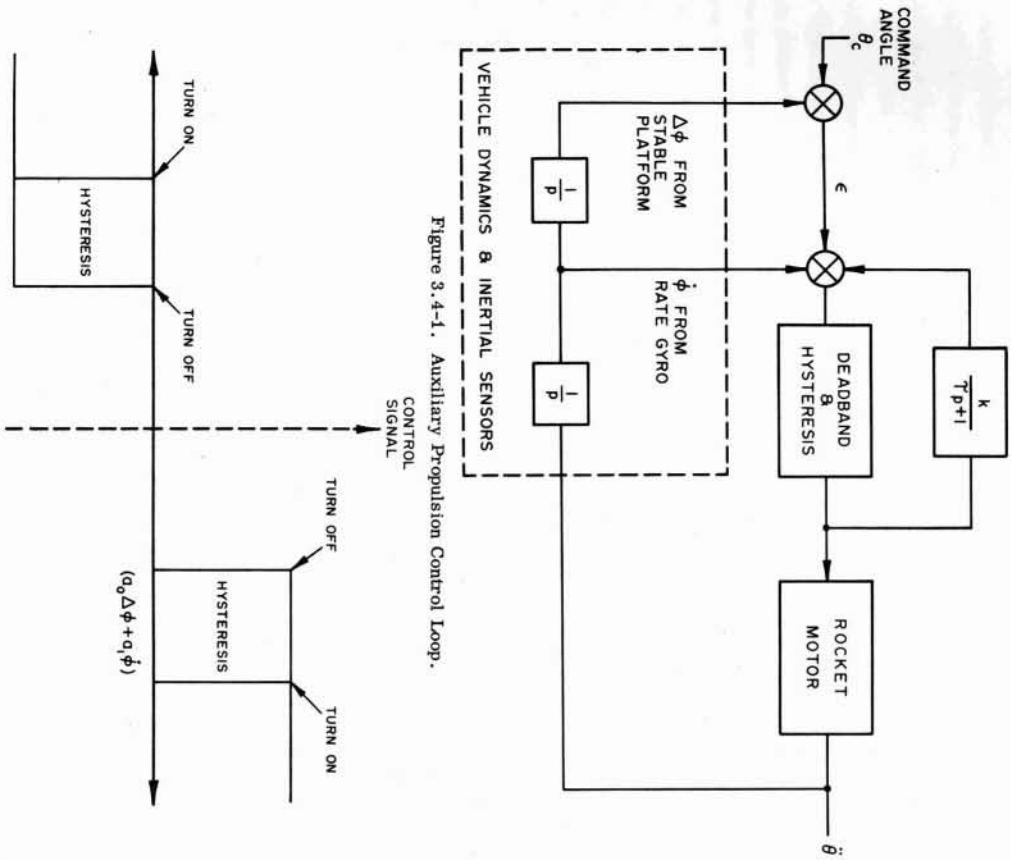 COMMAND
ANGLE
θc
ε
k
τp+1
DEADBAND
&
HYSTERESIS
ROCKET
MOTOR
θ̈
Δϕ FROM
STABLE
PLATFORM
ϕ̇ FROM
RATE GYRO
1
p
1
p
VEHICLE DYNAMICS & INERTIAL SENSORS
Figure 3.4-1. Auxiliary Propulsion Control Loop.
CONTROL
SIGNAL
TURN ON
TURN OFF
HYSTERESIS
TURN OFF
TURN ON
HYSTERESIS
(a₀Δϕ+a₁ϕ̇)